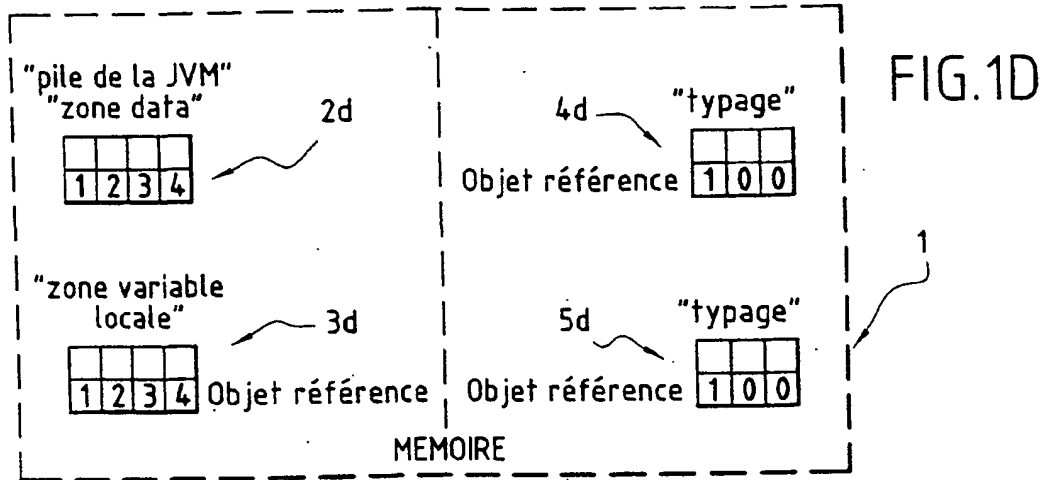 FIG.1D
"pile de la JVM"
"zone data"
2d
1 2 3 4
4d
"typage"
Objet référence 1 0 0
1
"zone variable
locale"
3d
1 2 3 4 Objet référence
5d
"typage"
Objet référence 1 0 0
MEMOIRE